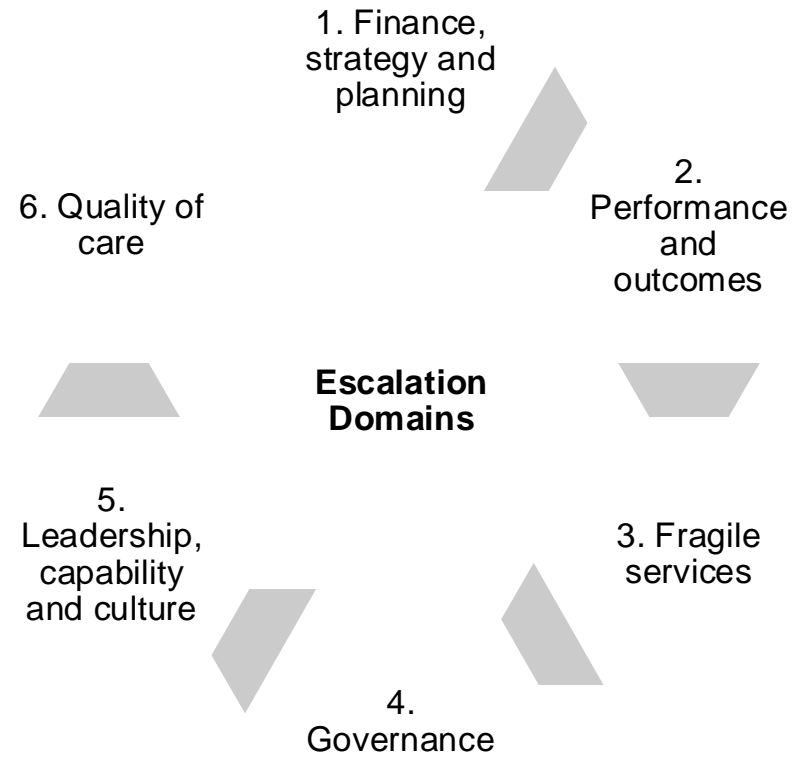 1. Finance,
strategy and
planning
2.
Performance
and
outcomes
3. Fragile
services
4.
Governance
5.
Leadership,
capability
and culture
6. Quality of
care
Escalation
Domains